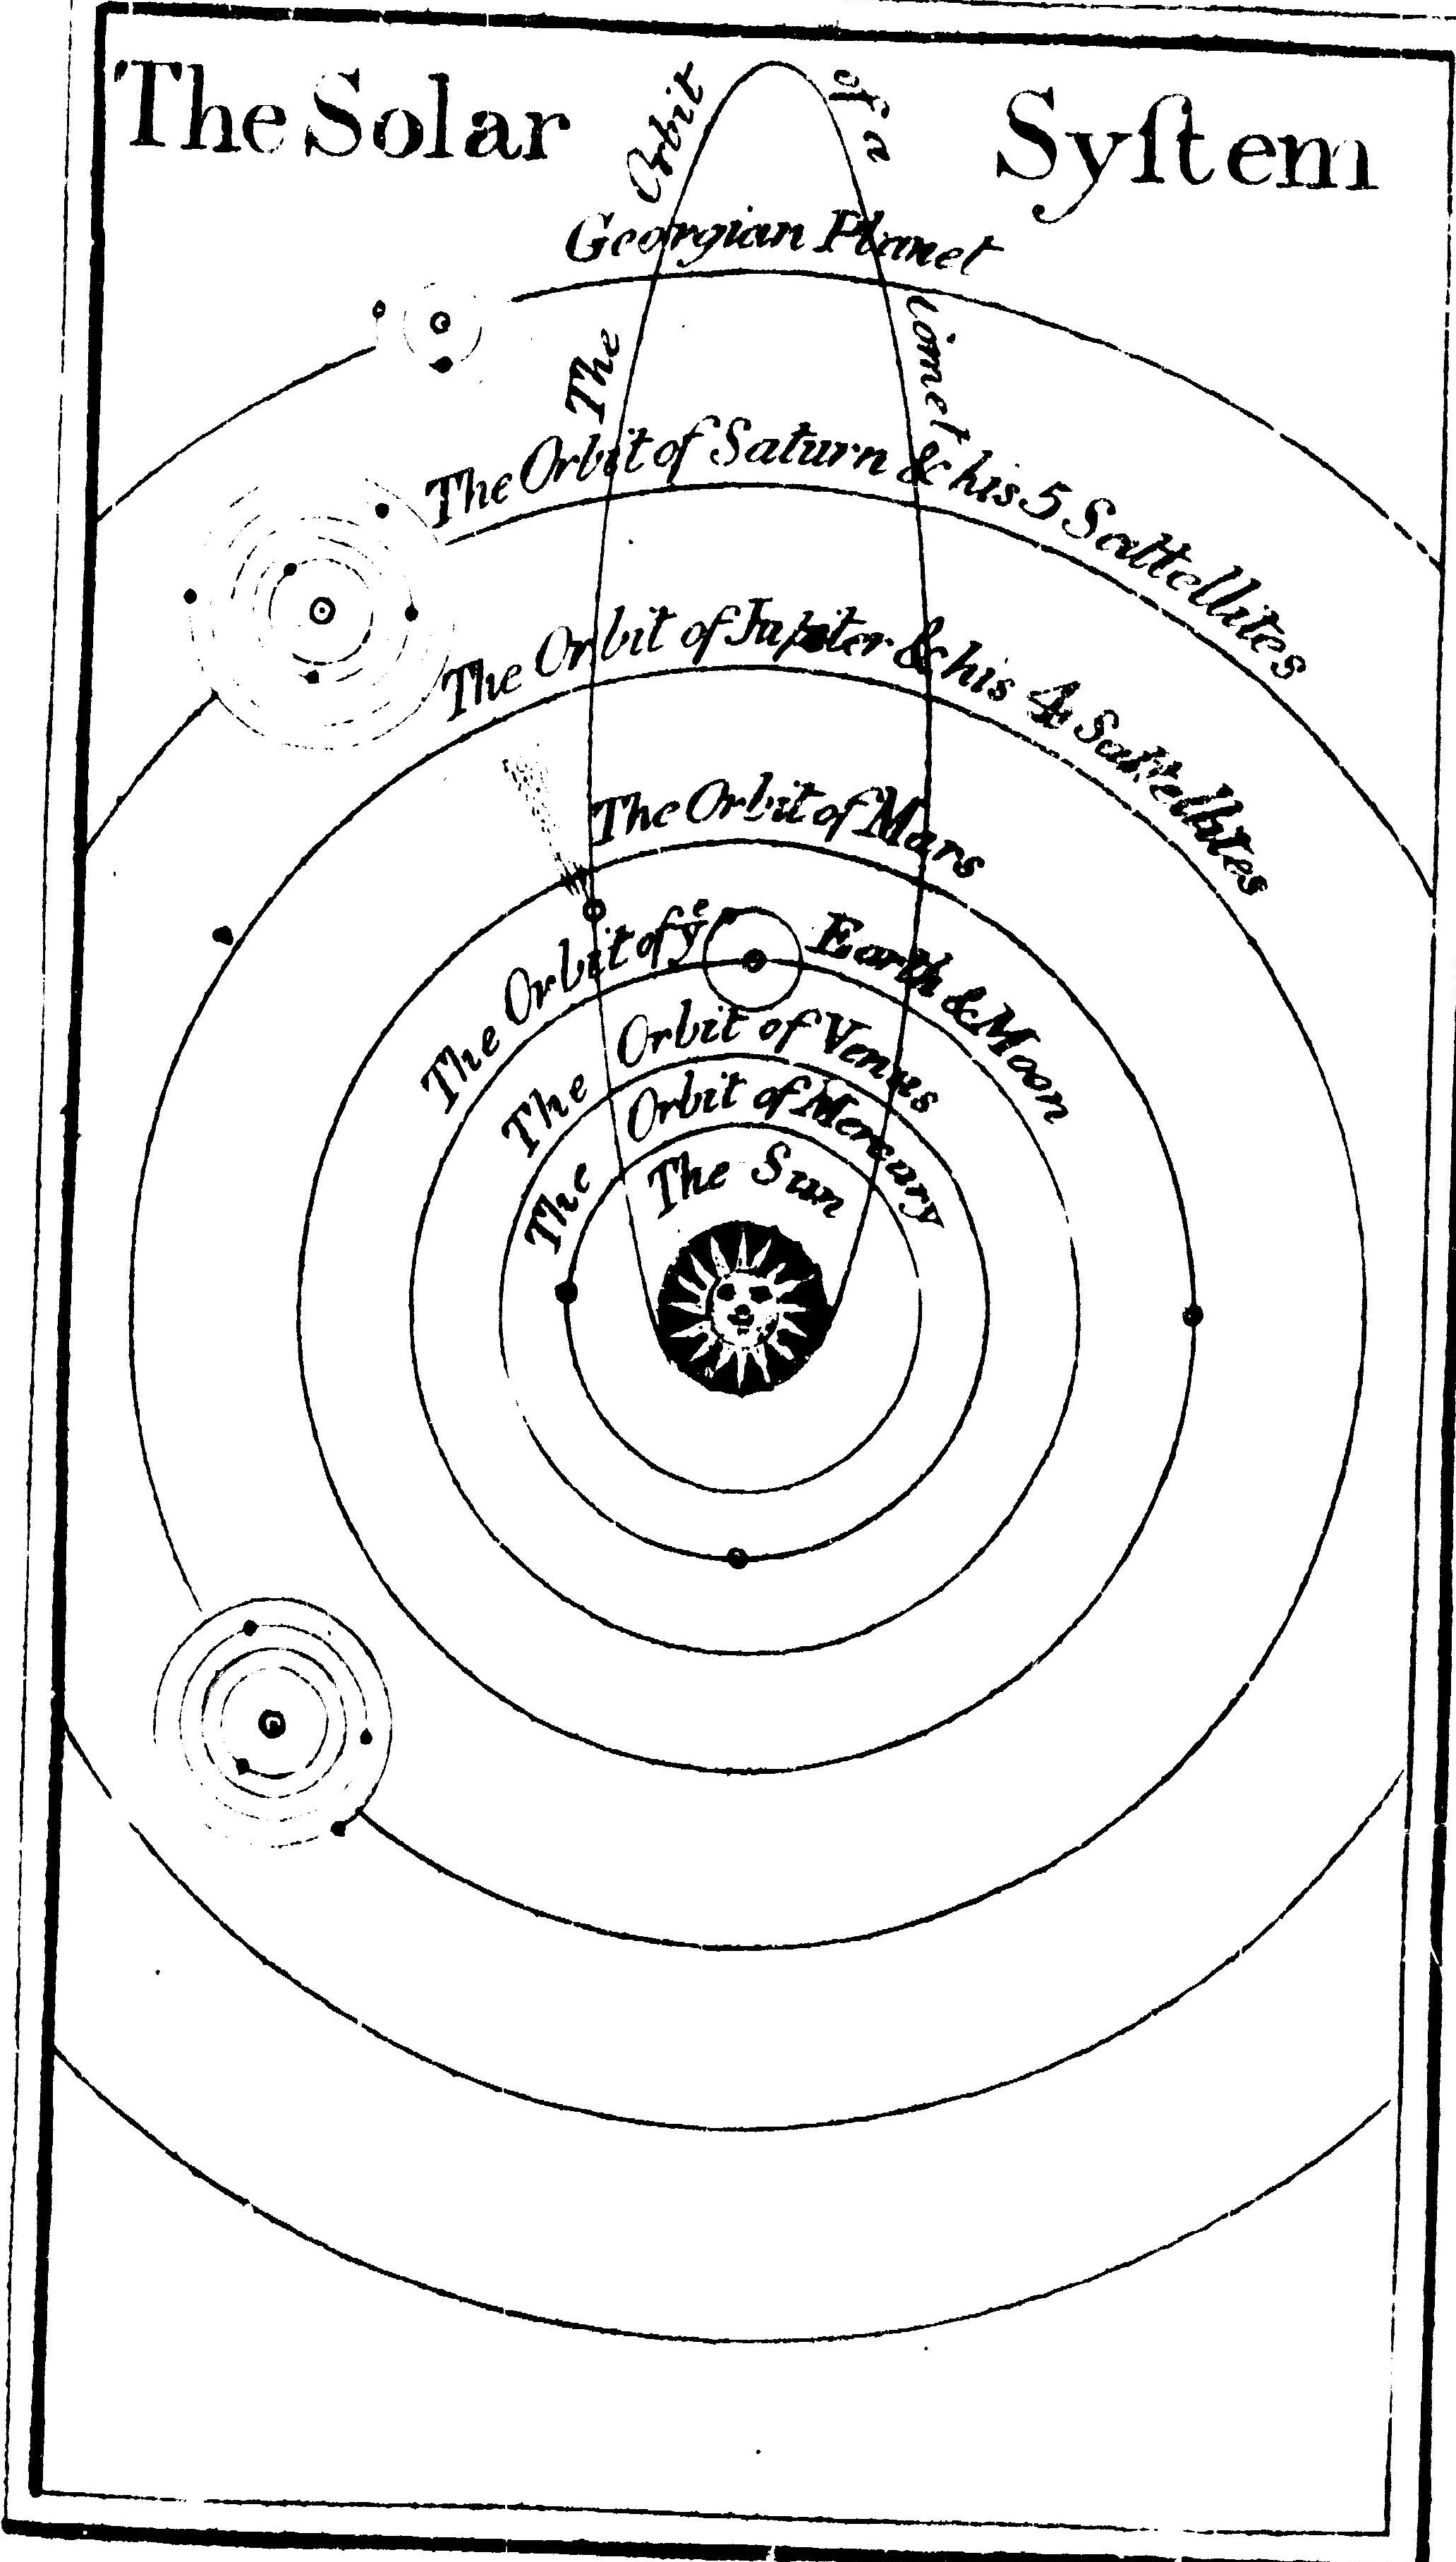 The Solar Syſtem
The Orbit of a Comet
Georgian Planet
The Orbit of Saturn & his 5 Sattellites
The Orbit of Jupiter & his 4 Sattellites
The Orbit of Mars
The Orbit of yͤ Earth & Moon
The Orbit of Venus
The Orbit of Mercury
The Sun